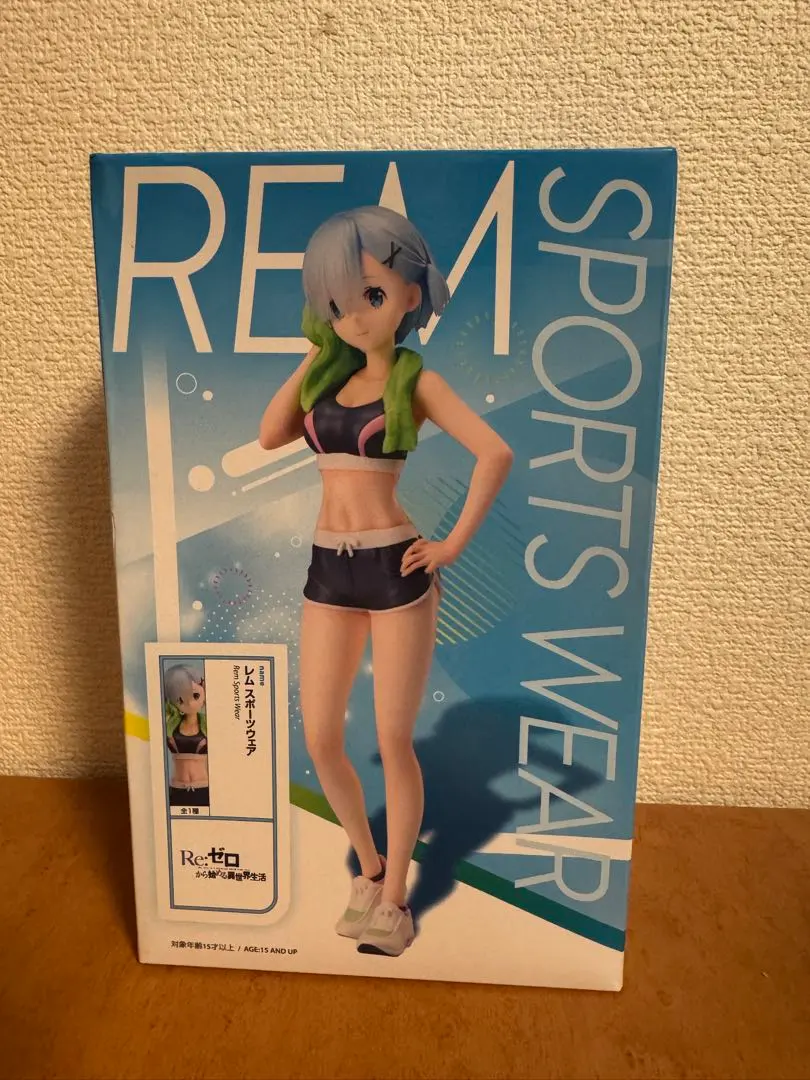 REM
SPORTS WEAR
name
レム スポーツウェア
Rem Sports Wear
全1種
Re:ゼロ
から始める異世界生活
対象年齢15才以上 / AGE:15 AND UP